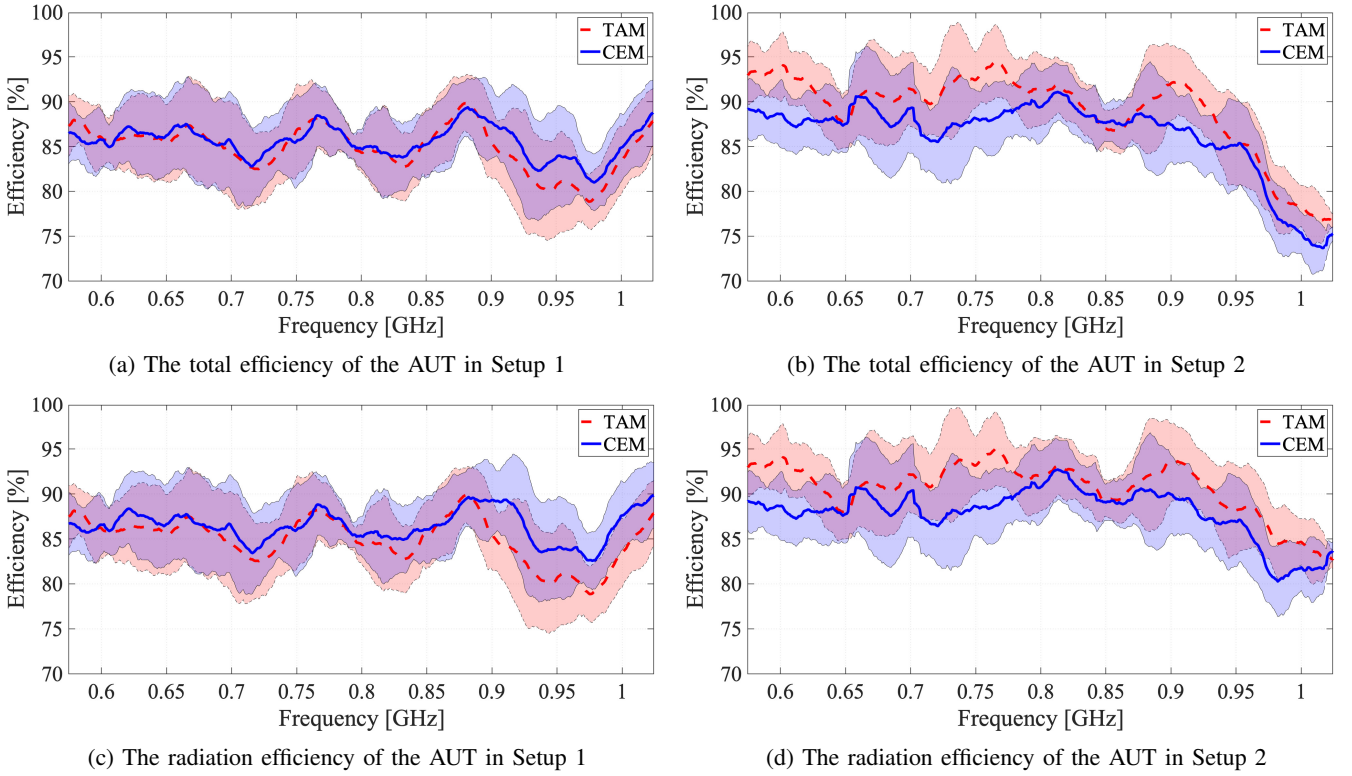 100
95
90
85
80
75
70
Efficiency [%]
0.6 0.65 0.7 0.75 0.8 0.85 0.9 0.95 1
Frequency [GHz]
TAM
CEM
(a) The total efficiency of the AUT in Setup 1
100
95
90
85
80
75
70
Efficiency [%]
0.6 0.65 0.7 0.75 0.8 0.85 0.9 0.95 1
Frequency [GHz]
TAM
CEM
(b) The total efficiency of the AUT in Setup 2
100
95
90
85
80
75
70
Efficiency [%]
0.6 0.65 0.7 0.75 0.8 0.85 0.9 0.95 1
Frequency [GHz]
TAM
CEM
(c) The radiation efficiency of the AUT in Setup 1
100
95
90
85
80
75
70
Efficiency [%]
0.6 0.65 0.7 0.75 0.8 0.85 0.9 0.95 1
Frequency [GHz]
TAM
CEM
(d) The radiation efficiency of the AUT in Setup 2